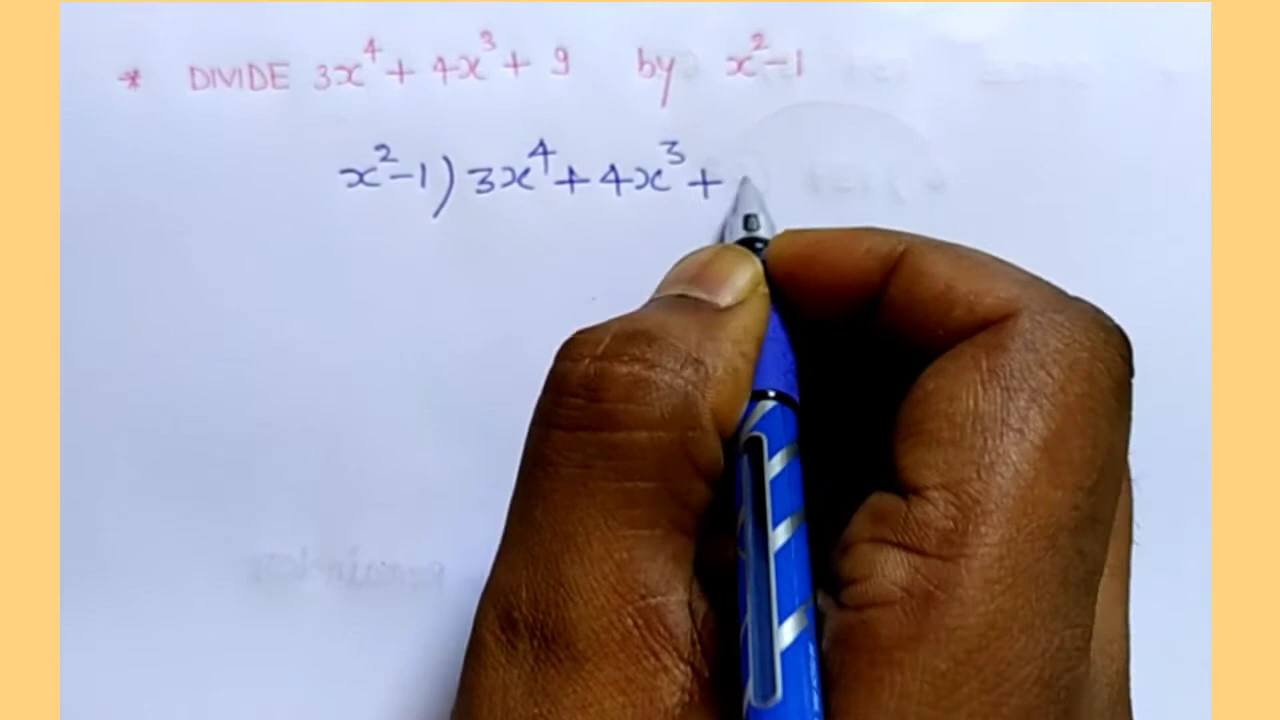 * DIVIDE 3x⁴ + 4x³ + 9 by x² - 1
x² - 1 ) 3x⁴ + 4x³ +